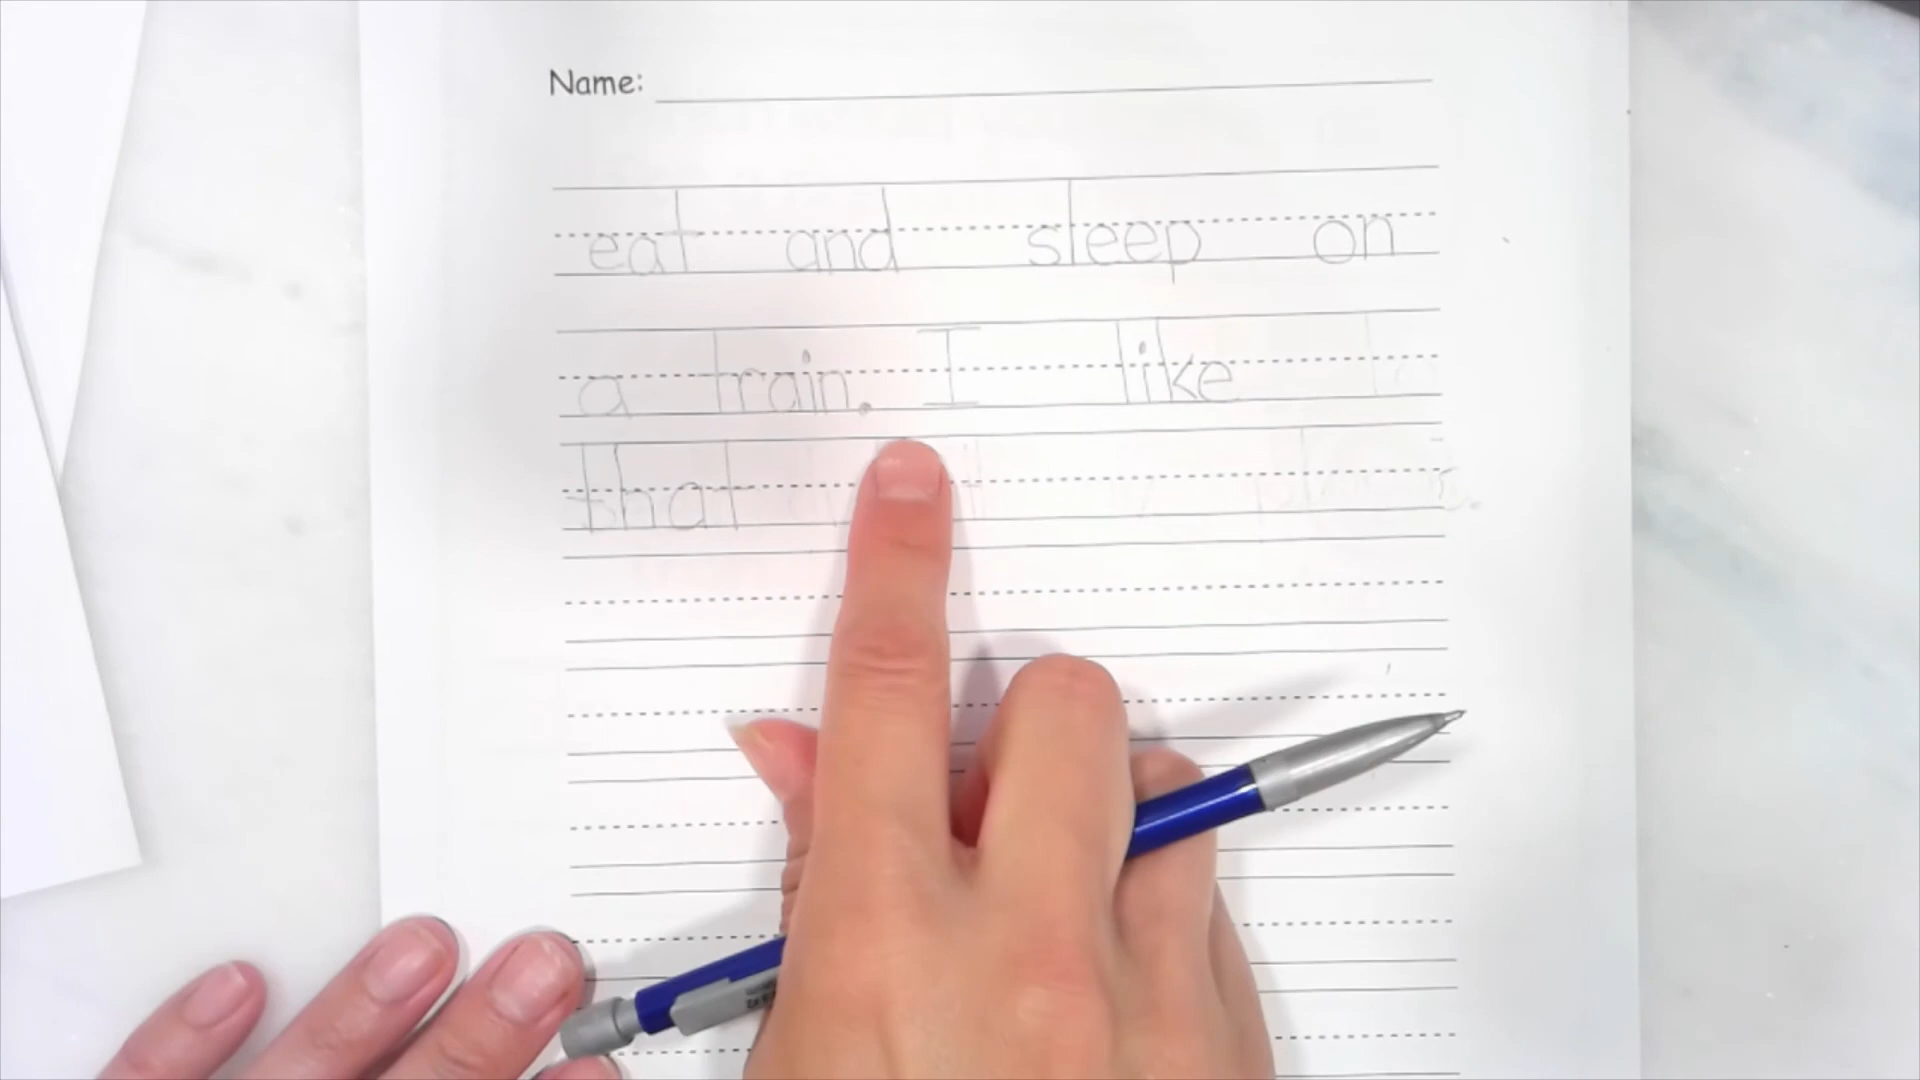 Name:
eat and sleep on
a train. I like
that